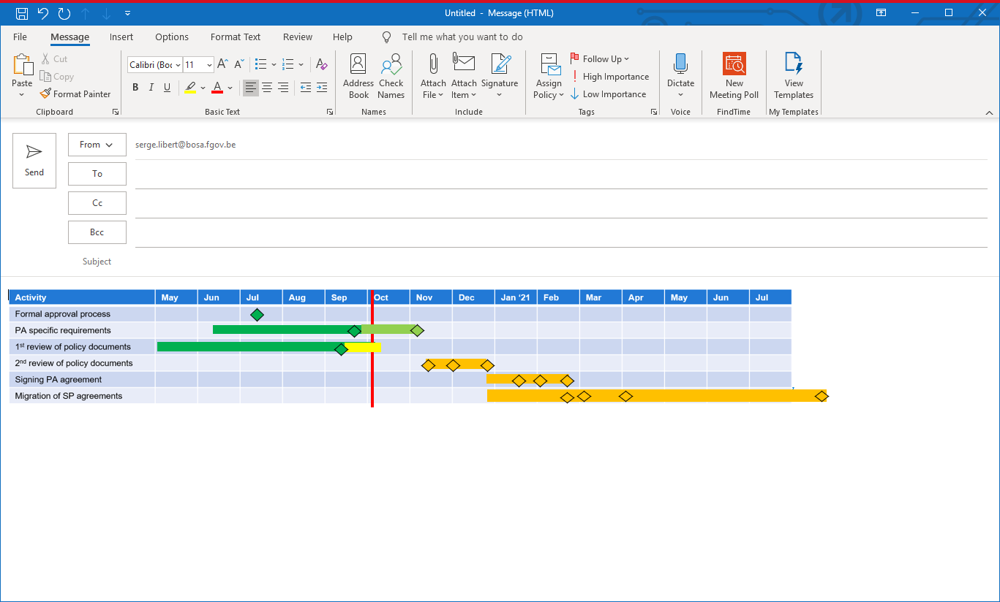 Untitled - Message (HTML)
File Message Insert Options Format Text Review Help Tell me what you want to do
Paste
Cut
Copy
Format Painter
Clipboard
Calibri (Boc 11
B I U A
Basic Text
Address Book
Check Names
Names
Attach File
Attach Item
Signature
Include
Assign Policy
Follow Up
High Importance
Low Importance
Tags
Dictate
Voice
New Meeting Poll
FindTime
View Templates
My Templates
Send
From serge.libert@bosa.fgov.be
To
Cc
Bcc
Subject
Activity May Jun Jul Aug Sep Oct Nov Dec Jan '21 Feb Mar Apr May Jun Jul
Formal approval process
PA specific requirements
1st review of policy documents
2nd review of policy documents
Signing PA agreement
Migration of SP agreements